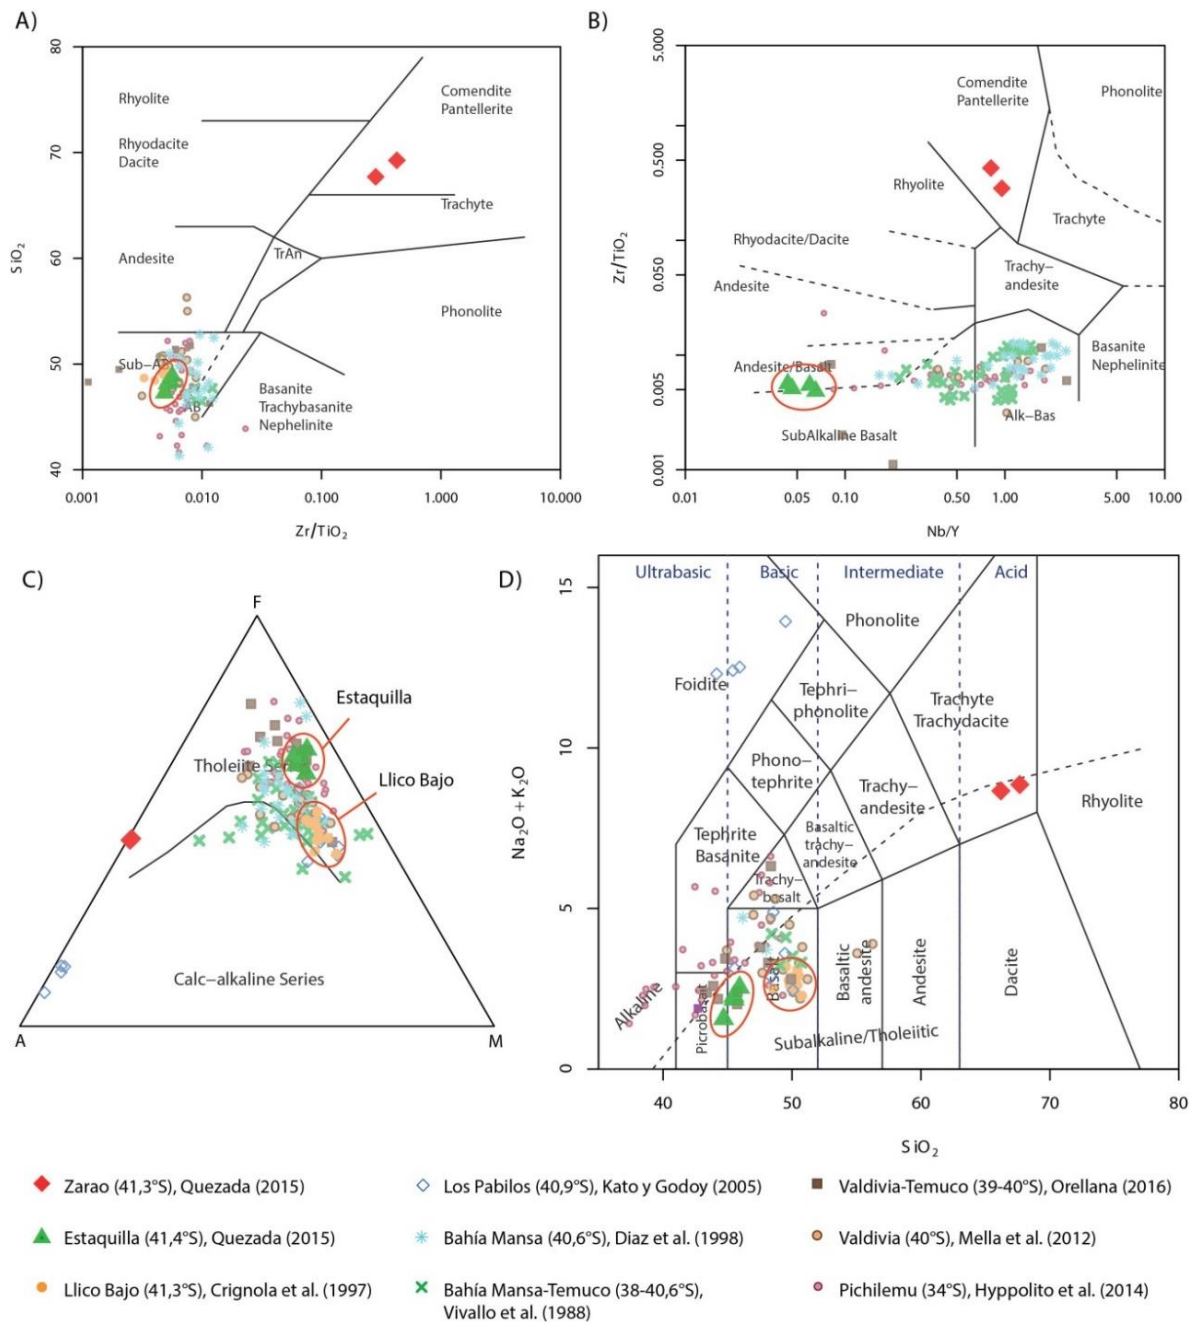 A)
80
70
60
50
40
SiO2
Rhyolite
Rhyodacite
Dacite
Andesite
TrAn
Comendite
Pantellerite
Trachyte
Phonolite
Sub-AB
AB
Basanite
Trachybasanite
Nephelinite
0.001
0.010
0.100
1.000
10.000
Zr/TiO2
B)
5.000
0.500
0.050
0.005
0.001
Zr/TiO2
Comendite
Pantellerite
Phonolite
Rhyolite
Trachyte
Rhyodacite/Dacite
Trachy–
andesite
Andesite
Andesite/Basalt
Basanite
Nephelinite
SubAlkaline Basalt
Alk–Bas
0.01
0.05
0.10
0.50
1.00
5.00
10.00
Nb/Y
C)
F
Estaquilla
Llico Bajo
Tholeiite Series
Calc–alkaline Series
A
M
D)
15
10
5
0
Na2O + K2O
Ultrabasic
Basic
Intermediate
Acid
Phonolite
Foidite
Tephri–
phonolite
Trachyte
Trachydacite
Phono–
tephrite
Trachy–
andesite
Rhyolite
Tephrite
Basanite
Basaltic
trachy–
andesite
Trachy–
basalt
Alkaline
Picrobasalt
Basalt
Basaltic
andesite
Andesite
Dacite
Subalkaline/Tholeiitic
40
50
60
70
80
SiO2
Zarao (41,3°S), Quezada (2015)
Estaquilla (41,4°S), Quezada (2015)
Llico Bajo (41,3°S), Crignola et al. (1997)
Los Pabilos (40,9°S), Kato y Godoy (2005)
Bahía Mansa (40,6°S), Diaz et al. (1998)
Bahía Mansa-Temuco (38-40,6°S),
Vivallo et al. (1988)
Valdivia-Temuco (39-40°S), Orellana (2016)
Valdivia (40°S), Mella et al. (2012)
Pichilemu (34°S), Hyppolito et al. (2014)